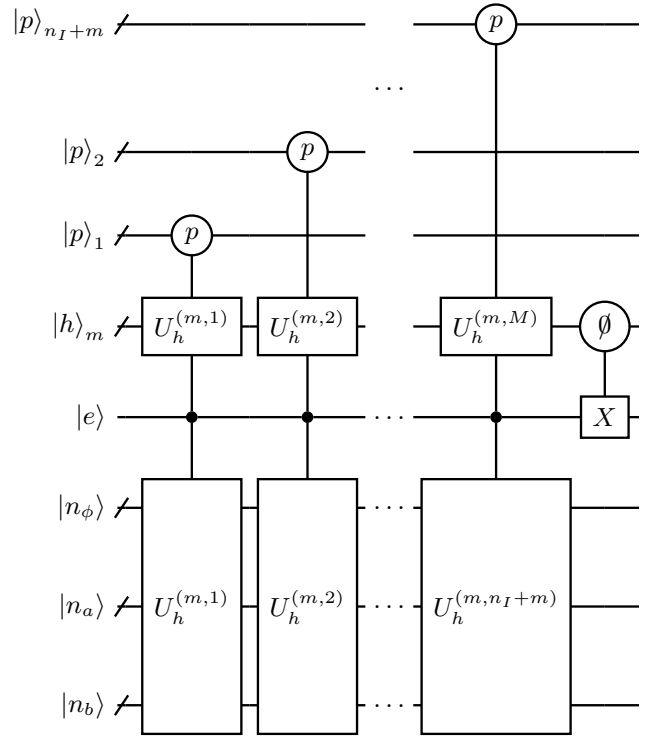 |p⟩_{n_I+m} p
···
|p⟩_2 p
|p⟩_1 p
|h⟩_m U_h^{(m,1)} U_h^{(m,2)} U_h^{(m,M)} ∅
|e⟩ ··· X
|n_ϕ⟩ ···
|n_a⟩ U_h^{(m,1)} U_h^{(m,2)} ··· U_h^{(m,n_I+m)}
|n_b⟩ ···